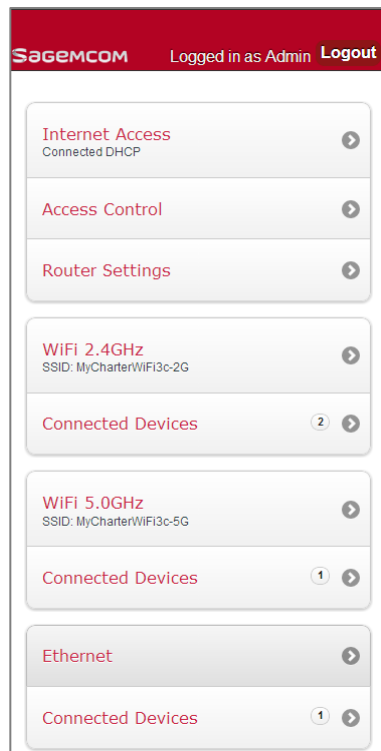 SAGEMCOM Logged in as Admin Logout
Internet Access
Connected DHCP
Access Control
Router Settings
WiFi 2.4GHz
SSID: MyCharterWiFi3c-2G
Connected Devices 2
WiFi 5.0GHz
SSID: MyCharterWiFi3c-5G
Connected Devices 1
Ethernet
Connected Devices 1